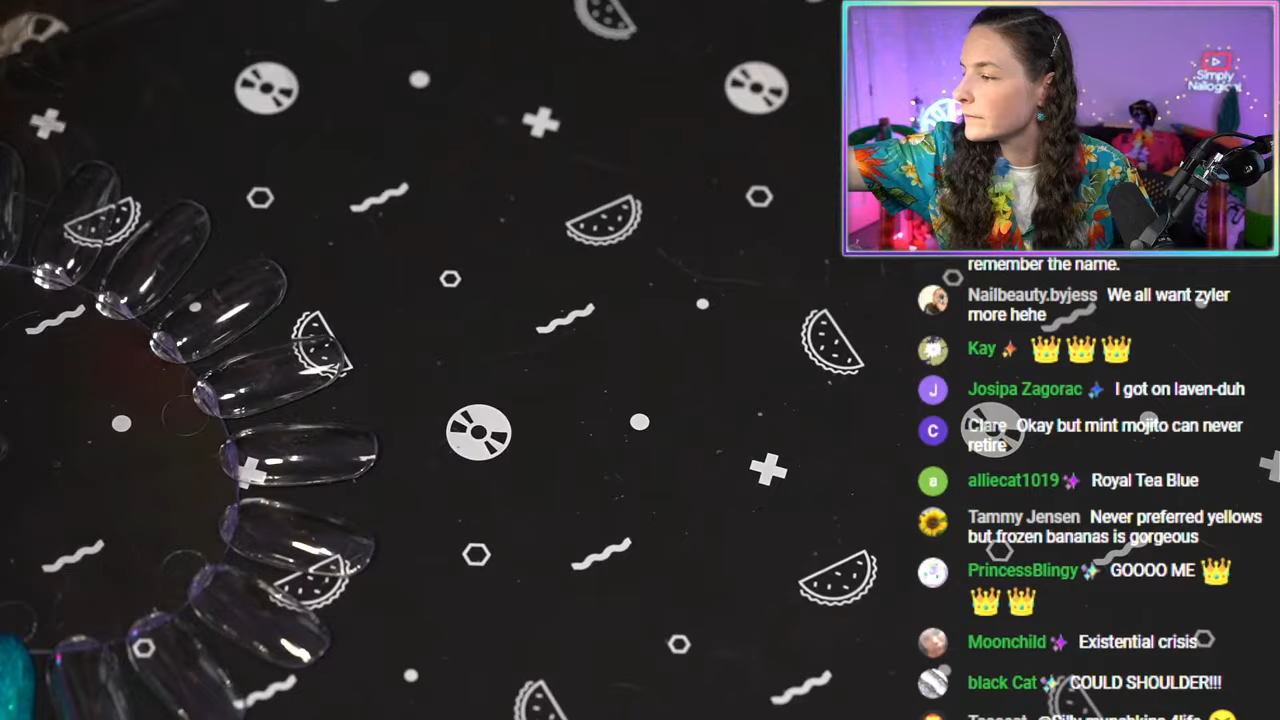 Simply
Nailogical
remember the name.
Nailbeauty.byjess We all want zyler
more hehe
Kay
Josipa Zagorac I got on laven-duh
Clare Okay but mint mojito can never
retire
alliecat1019 Royal Tea Blue
Tammy Jensen Never preferred yellows
but frozen bananas is gorgeous
PrincessBlingy GOOOO ME
Moonchild Existential crisis
black Cat COULD SHOULDER!!!